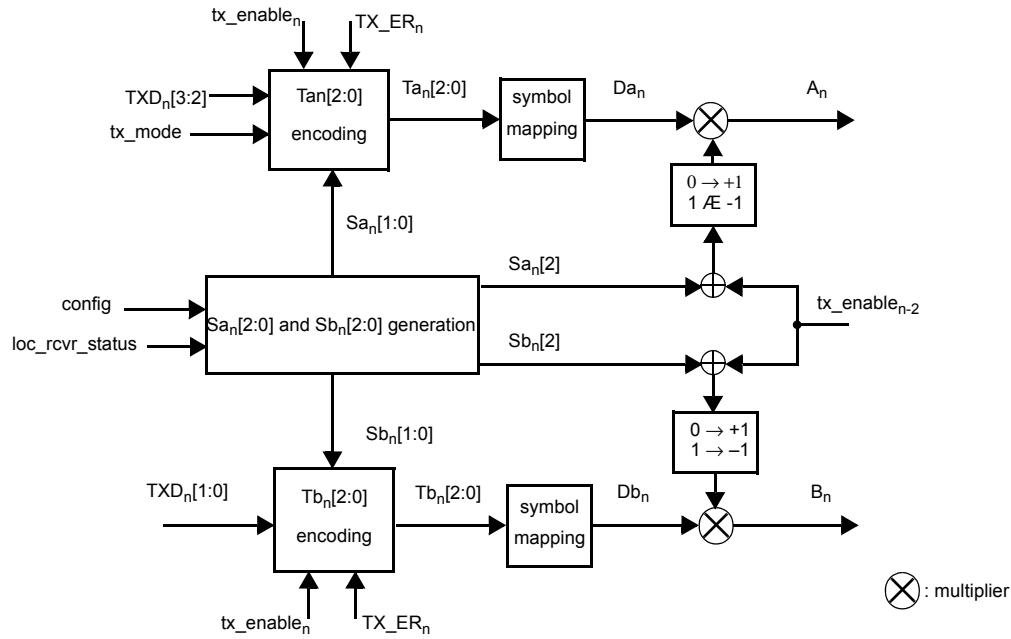 tx_enableₙ
TX_ERₙ
TXDₙ[3:2]
tx_mode
Tan[2:0]
encoding
Taₙ[2:0]
symbol
mapping
Daₙ
Aₙ
0 → +1
1 Æ -1
Saₙ[1:0]
Saₙ[2]
config
loc_rcvr_status
Saₙ[2:0] and Sbₙ[2:0] generation
tx_enableₙ₋₂
Sbₙ[2]
Sbₙ[1:0]
0 → +1
1 → –1
TXDₙ[1:0]
Tbₙ[2:0]
encoding
Tbₙ[2:0]
symbol
mapping
Dbₙ
Bₙ
tx_enableₙ
TX_ERₙ
: multiplier